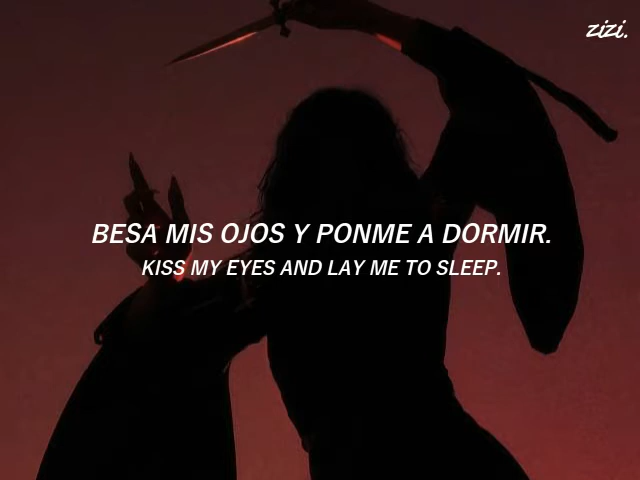 zizi.
BESA MIS OJOS Y PONME A DORMIR.
KISS MY EYES AND LAY ME TO SLEEP.